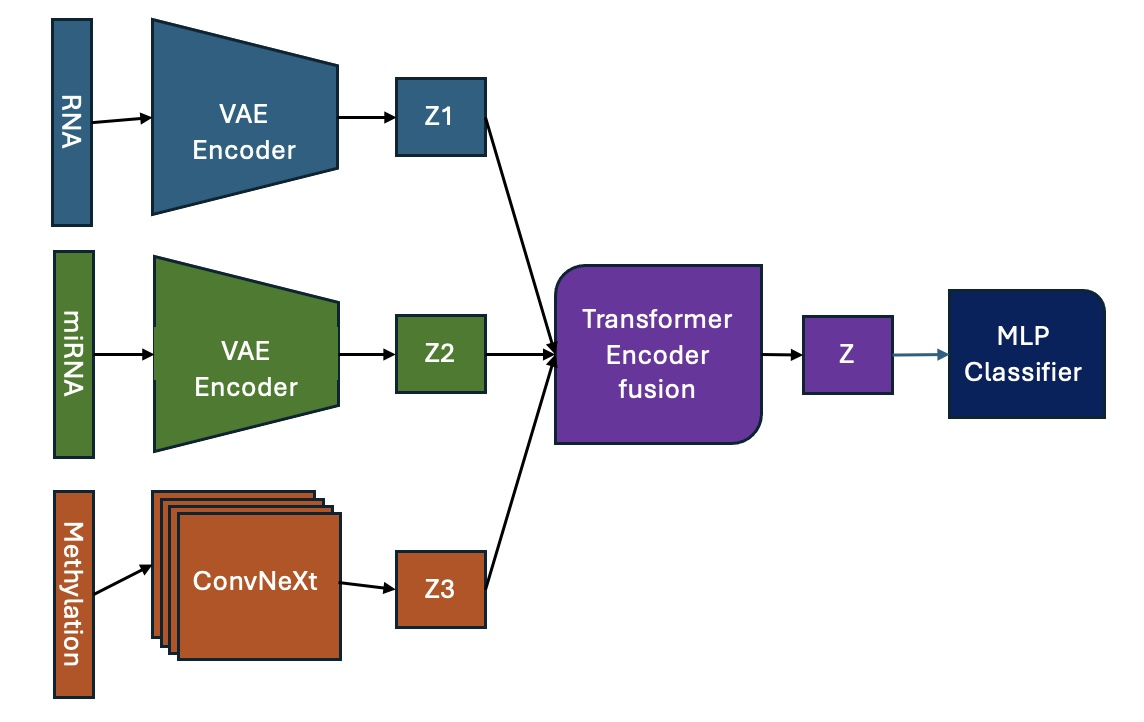 RNA
VAE
Encoder
Z1
miRNA
VAE
Encoder
Z2
Methylation
ConvNeXt
Z3
Transformer
Encoder
fusion
Z
MLP
Classifier